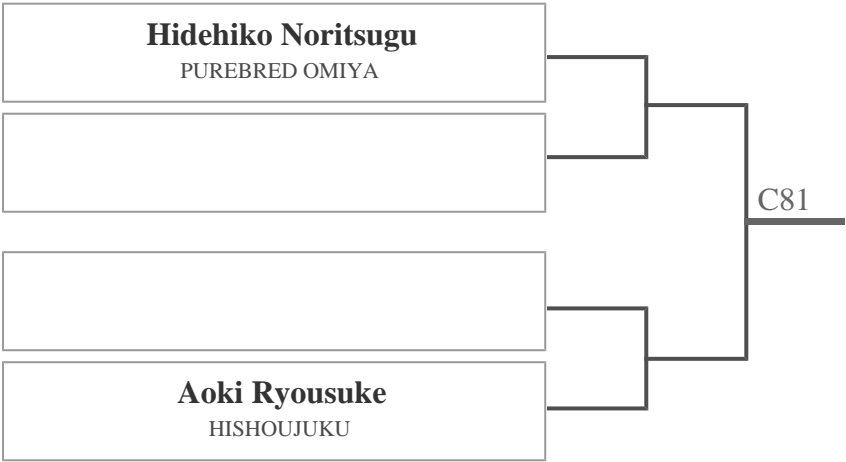 Hidehiko Noritsugu
PUREBRED OMIYA
C81
Aoki Ryousuke
HISHOUJUKU